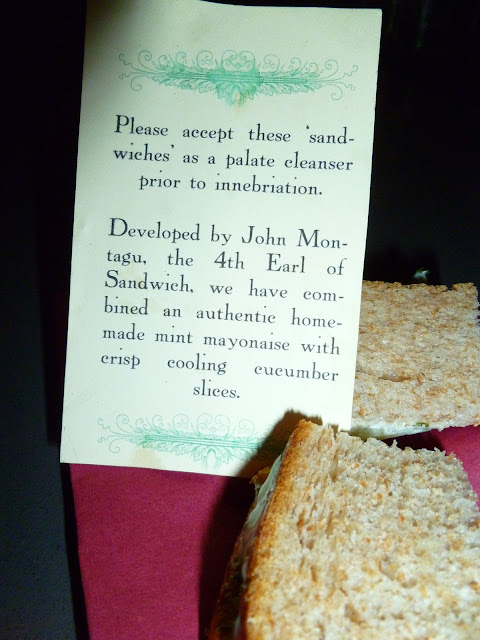 Please accept these 'sand-
wiches' as a palate cleanser
prior to innebriation.
Developed by John Mon-
tagu, the 4th Earl of
Sandwich, we have com-
bined an authentic home-
made mint mayonaise with
crisp cooling cucumber
slices.